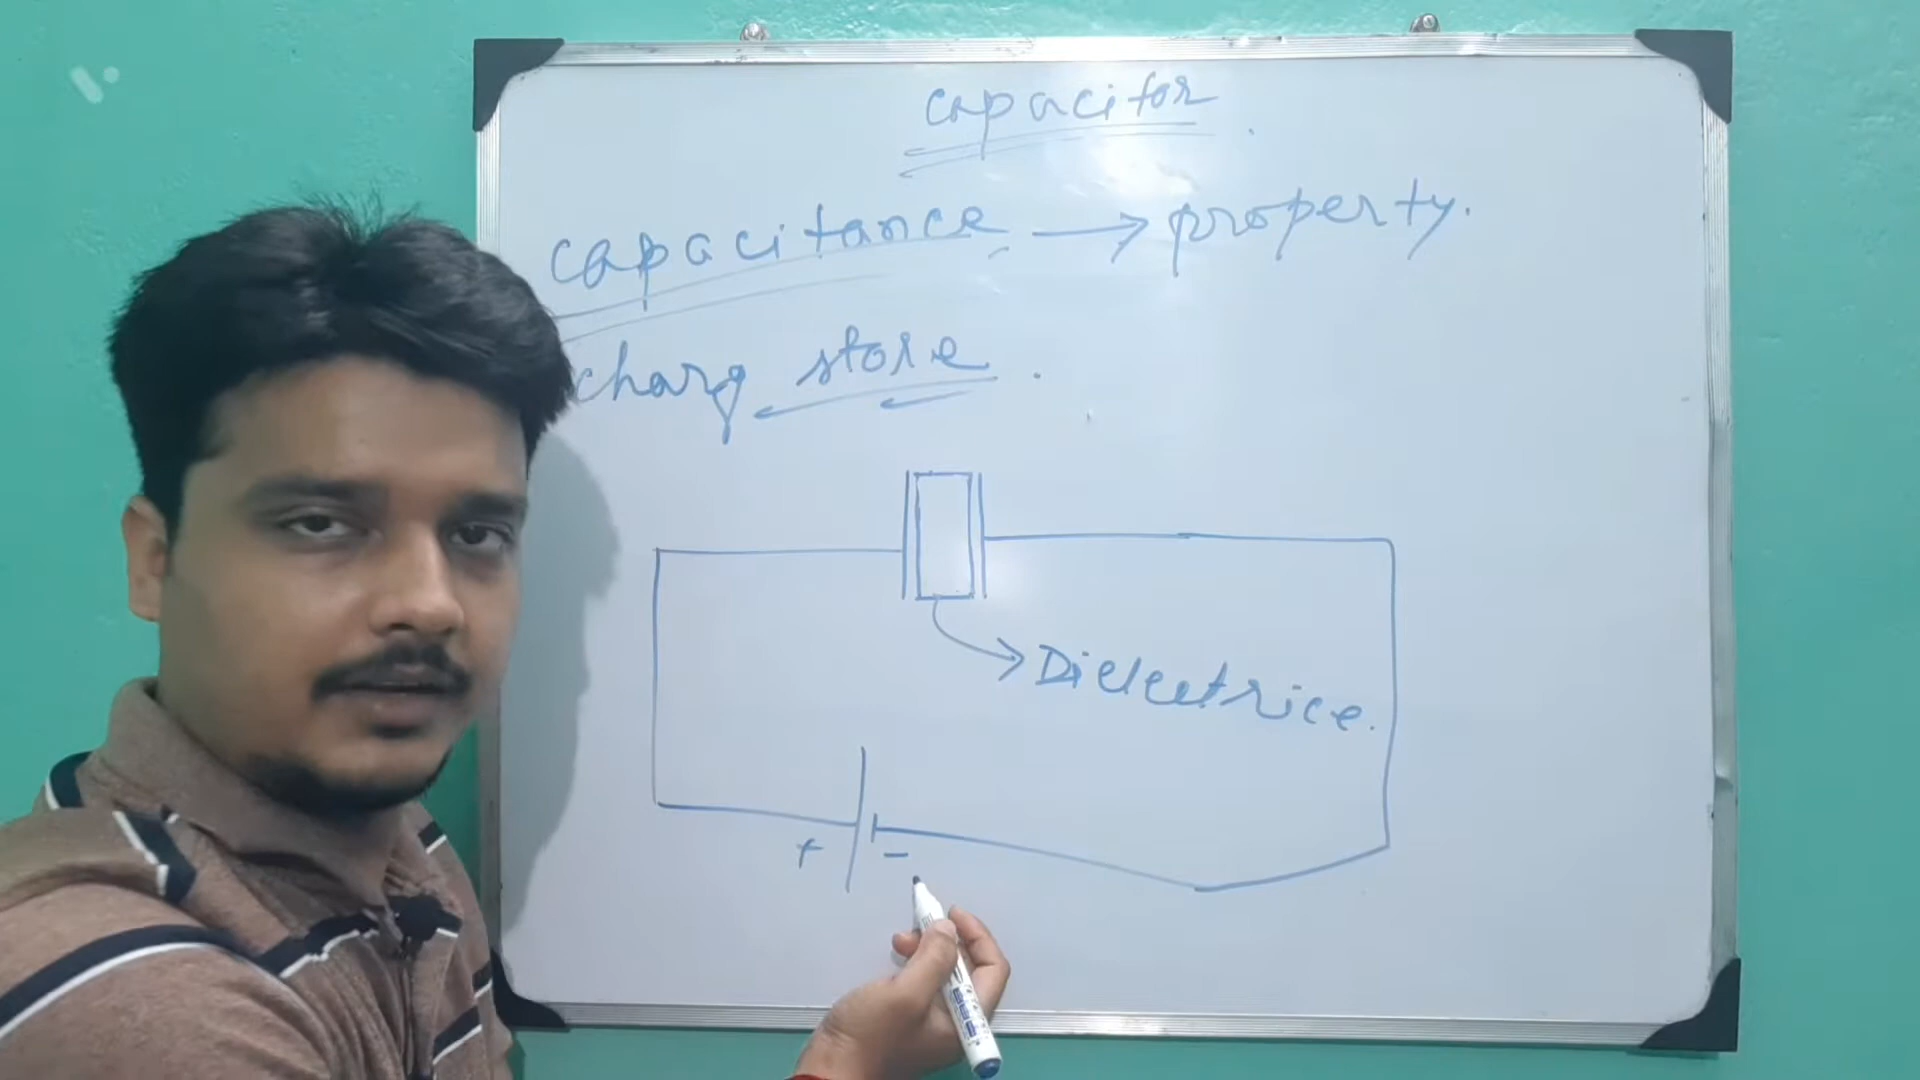 capacitor
capacitance → property.
charg store.
Dielectrice.
+ -